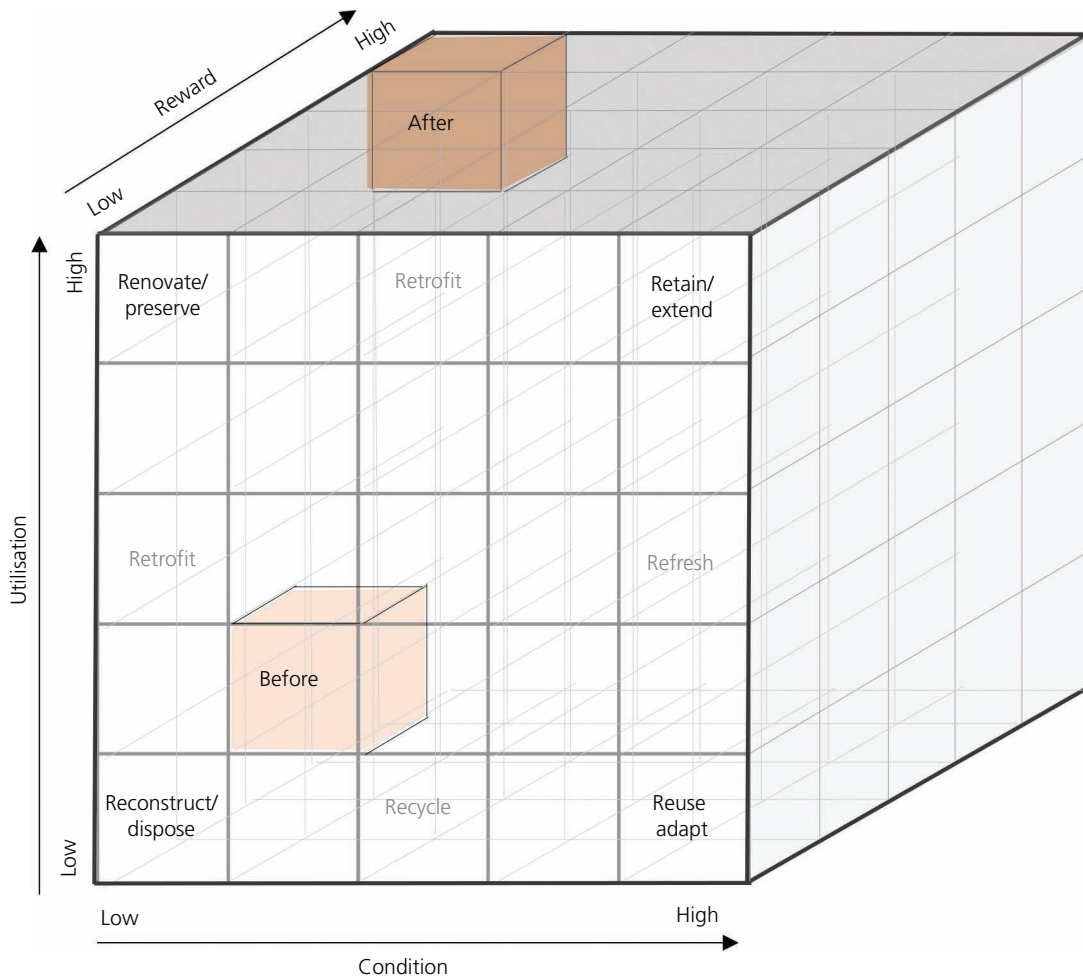 High
Reward
Low
After
High
Renovate/
preserve
Retrofit
Retain/
extend
Utilisation
Retrofit
Refresh
Before
Reconstruct/
dispose
Recycle
Reuse
adapt
Low
Low
High
Condition